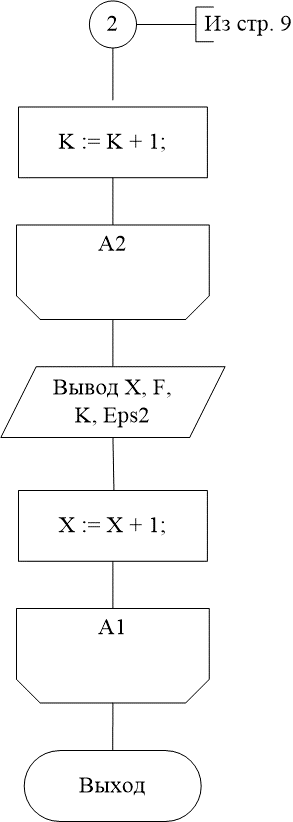 2
Из стр. 9
K := K + 1;
A2
Вывод X, F,
K, Eps2
X := X + 1;
A1
Выход